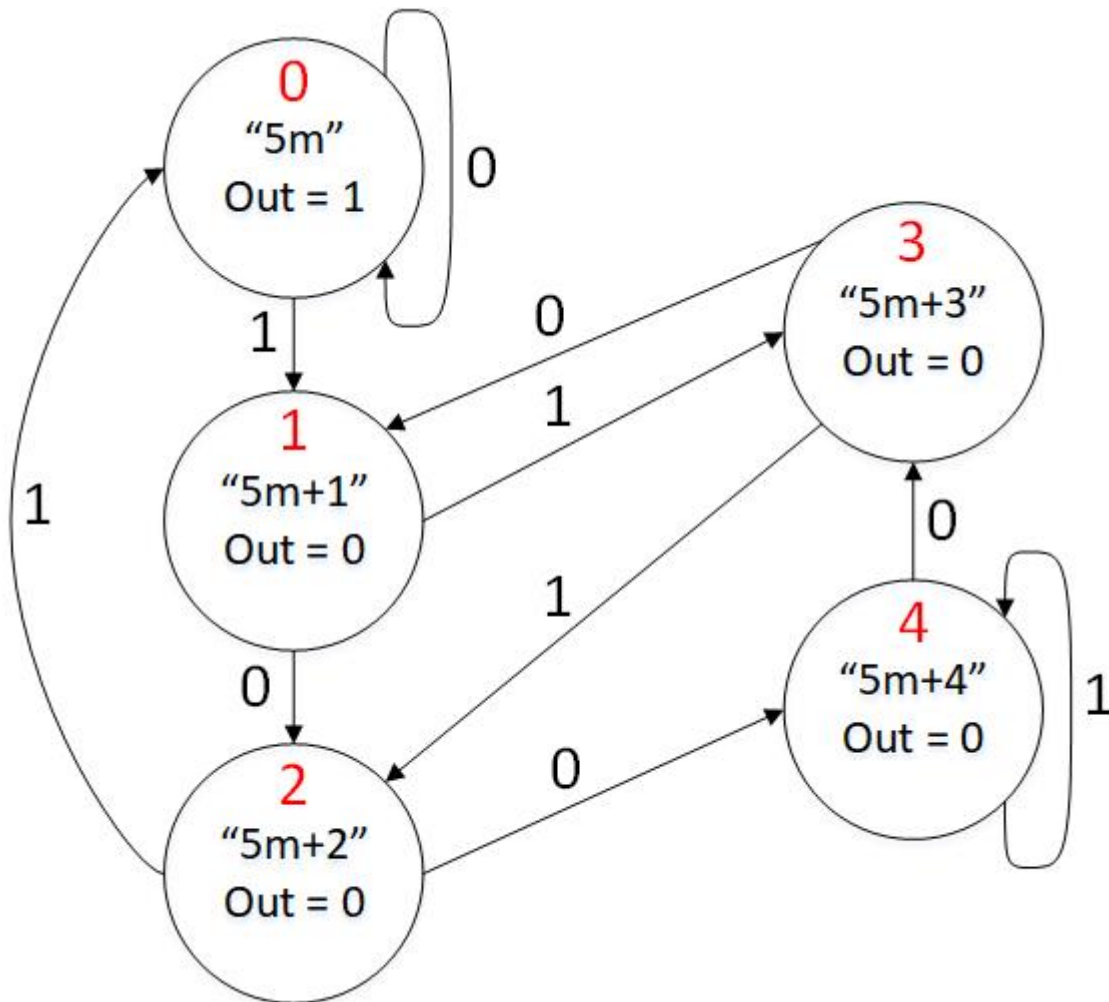 0
“5m”
Out = 1
0
1
1
“5m+1”
Out = 0
0
2
“5m+2”
Out = 0
1
0
1
1
0
3
“5m+3”
Out = 0
0
4
“5m+4”
Out = 0
1